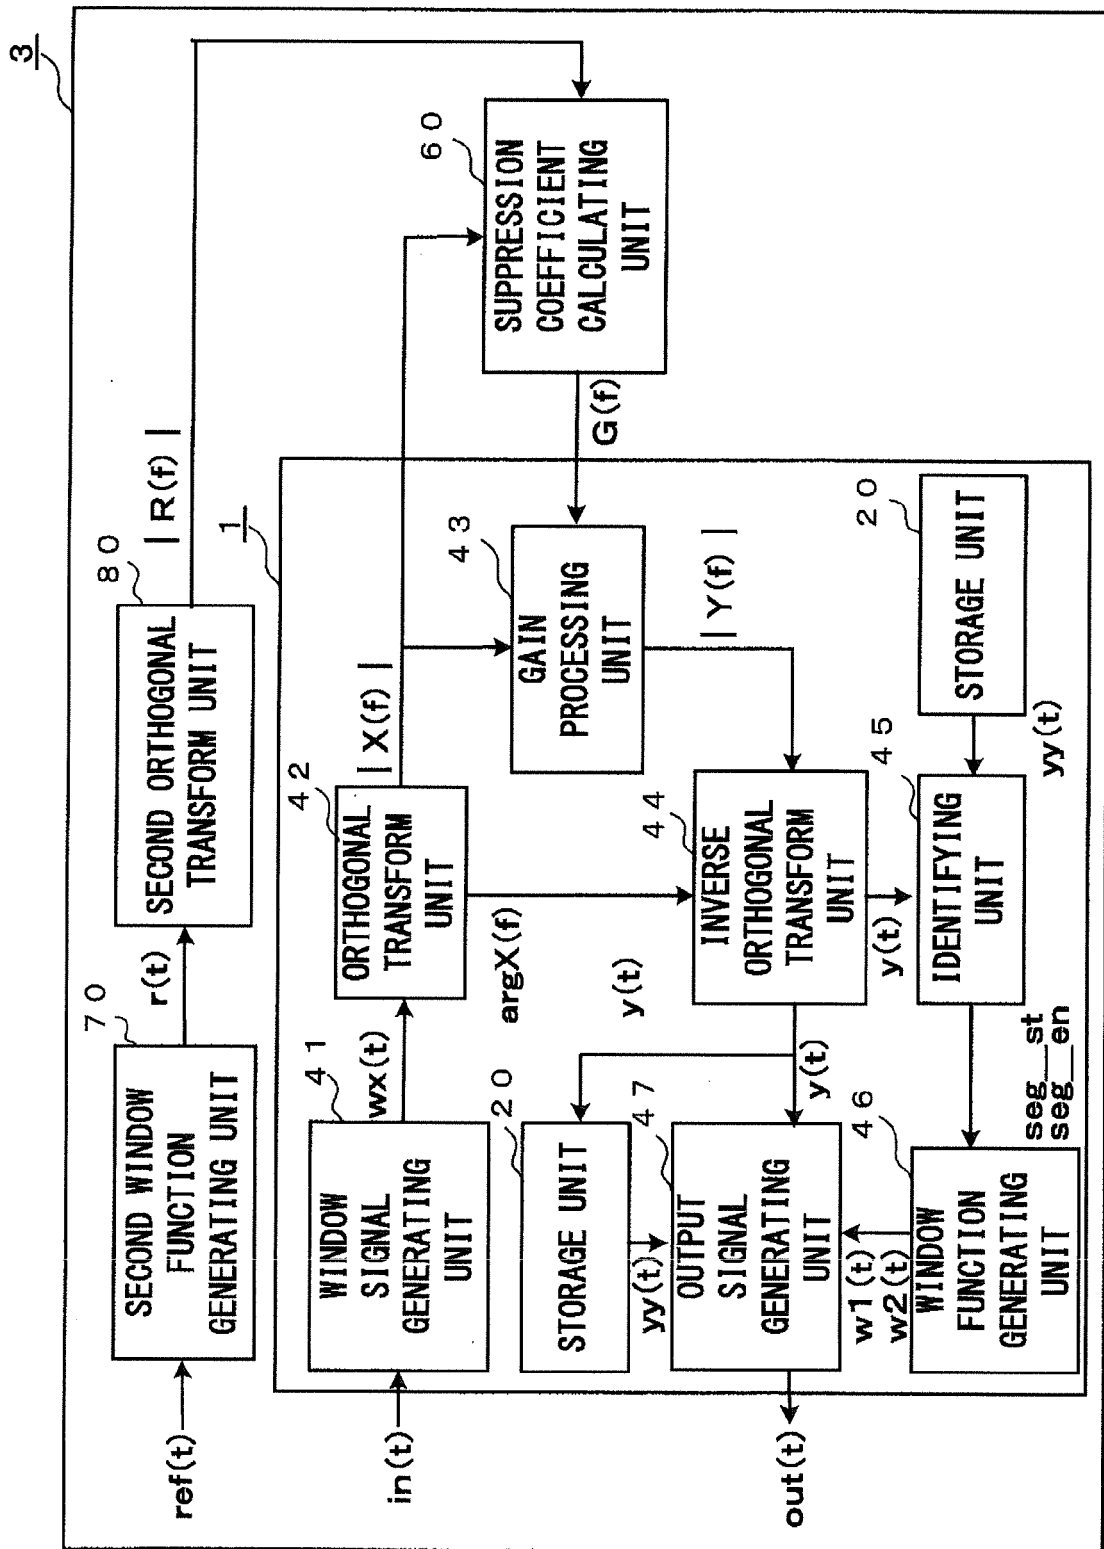 3
70
SECOND WINDOW
FUNCTION
GENERATING UNIT
ref(t)
r(t)
80
SECOND ORTHOGONAL
TRANSFORM UNIT
|R(f)|
60
SUPPRESSION
COEFFICIENT
CALCULATING
UNIT
1
in(t)
41
WINDOW
SIGNAL
GENERATING
UNIT
wx(t)
42
ORTHOGONAL
TRANSFORM
UNIT
|X(f)|
argX(f)
43
GAIN
PROCESSING
UNIT
G(f)
|Y(f)|
20
STORAGE UNIT
yy(t)
y(t)
44
INVERSE
ORTHOGONAL
TRANSFORM
UNIT
y(t)
y(t)
47
OUTPUT
SIGNAL
GENERATING
UNIT
out(t)
w1(t)
w2(t)
46
WINDOW
FUNCTION
GENERATING
UNIT
seg_st
seg_en
45
IDENTIFYING
UNIT
yy(t)
20
STORAGE UNIT